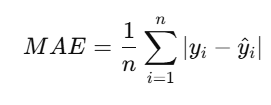 MAE = \frac{1}{n} \sum_{i=1}^{n} |y_i - \hat{y}_i|